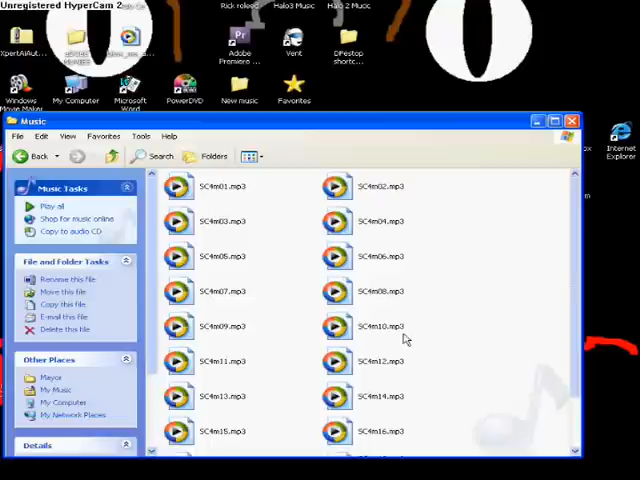 Unregistered HyperCam 2
Rick roleed
Halo3 Music
Halo 2 Music
XpertAiAut...
Adobe Premiere ...
Vent
DFestop shortc...
Windows Movie Maker
My Computer
Microsoft Word
PowerDVD
New music
Favorites
Internet Explorer
Music
File Edit View Favorites Tools Help
Back Search Folders
Music Tasks
Play all
Shop for music online
Copy to audio CD
File and Folder Tasks
Rename this file
Move this file
Copy this file
E-mail this file
Delete this file
Other Places
Mayor
My Music
My Computer
My Network Places
Details
SC4m01.mp3 SC4m02.mp3
SC4m03.mp3 SC4m04.mp3
SC4m05.mp3 SC4m06.mp3
SC4m07.mp3 SC4m08.mp3
SC4m09.mp3 SC4m10.mp3
SC4m11.mp3 SC4m12.mp3
SC4m13.mp3 SC4m14.mp3
SC4m15.mp3 SC4m16.mp3